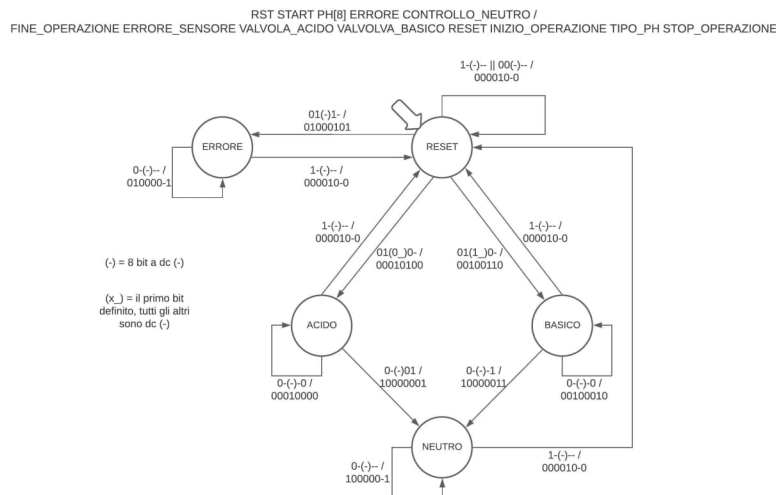 RST START PH[8] ERRORE CONTROLLO_NEUTRO /
FINE_OPERAZIONE ERRORE_SENSORE VALVOLA_ACIDO VALVOLVA_BASICO RESET INIZIO_OPERAZIONE TIPO_PH STOP_OPERAZIONE
1-(-)-- || 00(-)-- /
000010-0
01(-)1- /
01000101
ERRORE
RESET
0-(-)-- /
010000-1
1-(-)-- /
000010-0
1-(-)-- /
000010-0
01(0_)0- /
00010100
01(1_)0- /
00100110
1-(-)-- /
000010-0
(-) = 8 bit a dc (-)
(x_) = il primo bit
definito, tutti gli altri
sono dc (-)
ACIDO
BASICO
0-(-)-0 /
00010000
0-(-)01 /
10000001
0-(-)-1 /
10000011
0-(-)-0 /
00100010
NEUTRO
0-(-)-- /
100000-1
1-(-)-- /
000010-0